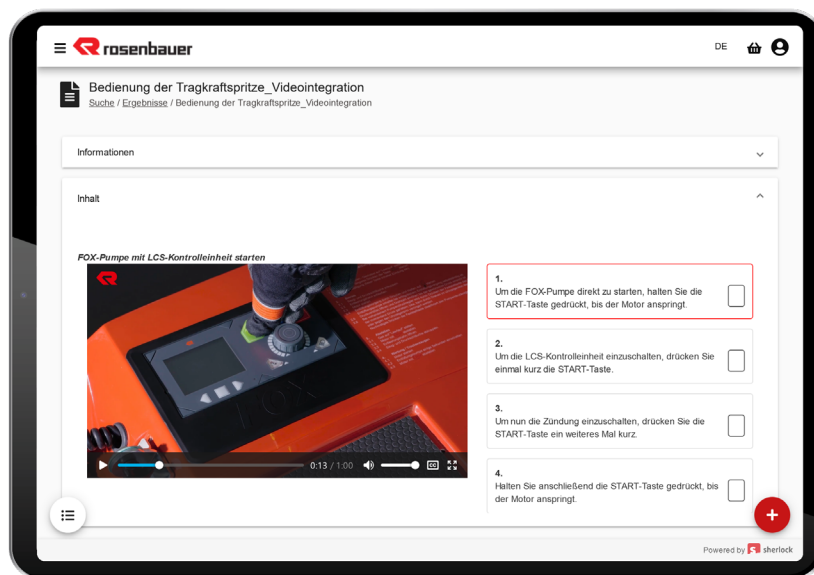 rosenbauer
DE
Bedienung der Tragkraftspritze_Videointegration
Suche / Ergebnisse / Bedienung der Tragkraftspritze_Videointegration
Informationen
Inhalt
FOX-Pumpe mit LCS-Kontrolleinheit starten
FOX
0:13 / 1:00
CC
1.
Um die FOX-Pumpe direkt zu starten, halten Sie die
START-Taste gedrückt, bis der Motor anspringt.
2.
Um die LCS-Kontrolleinheit einzuschalten, drücken Sie
einmal kurz die START-Taste.
3.
Um nun die Zündung einzuschalten, drücken Sie die
START-Taste ein weiteres Mal kurz.
4.
Halten Sie anschließend die START-Taste gedrückt, bis
der Motor anspringt.
Powered by sherlock